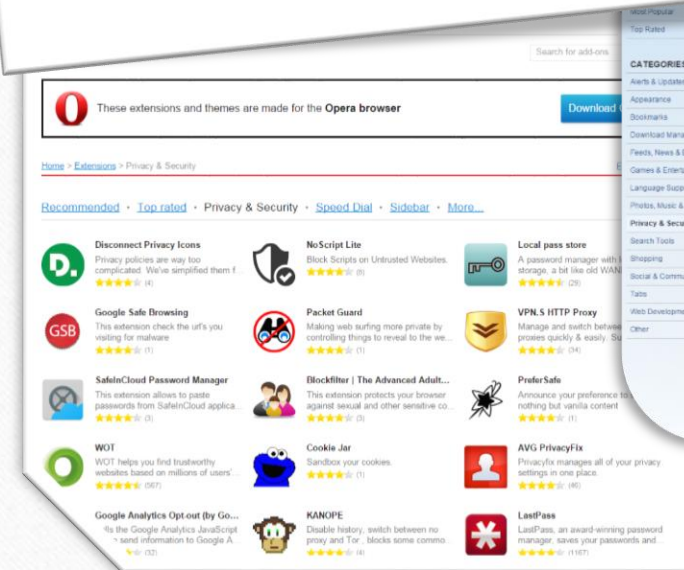 Most Popular
Top Rated
CATEGORIES
Alerts & Updates
Appearance
Bookmarks
Download Mana
Feeds, News &
Games & Entert
Language Supp
Photos, Music &
Privacy & Secu
Search Tools
Shopping
Social & Commu
Tabs
Web Developme
Other
Search for add-ons
These extensions and themes are made for the Opera browser
Download
Home > Extensions > Privacy & Security
Recommended • Top rated • Privacy & Security • Speed Dial • Sidebar • More...
D.
Disconnect Privacy Icons
Privacy policies are way too
complicated. We've simplified them f...
(4)
NoScript Lite
Block Scripts on Untrusted Websites.
(6)
Local pass store
A password manager with
storage, a bit like old WAN
(29)
GSB
Google Safe Browsing
This extension check the url's you
visiting for malware
(1)
Packet Guard
Making web surfing more private by
controlling things to reveal to the we...
(1)
VPN.S HTTP Proxy
Manage and switch betwee
proxies quickly & easily. Su
(34)
SafeInCloud Password Manager
This extension allows to paste
passwords from SafeInCloud applica...
(3)
Blockfilter | The Advanced Adult...
This extension protects your browser
against sexual and other sensitive co...
(3)
PreferSafe
Announce your preference to
nothing but vanilla content
(1)
WOT
WOT helps you find trustworthy
websites based on millions of users'...
(567)
Cookie Jar
Sandbox your cookies.
(1)
AVG PrivacyFix
Privacyfix manages all of your privacy
settings in one place.
(46)
Google Analytics Opt-out (by Go...
the Google Analytics JavaScript
send information to Google A...
(32)
KANOPE
Disable history, switch between no
proxy and Tor , blocks some commo...
(4)
LastPass
LastPass, an award-winning password
manager, saves your passwords and...
(1167)